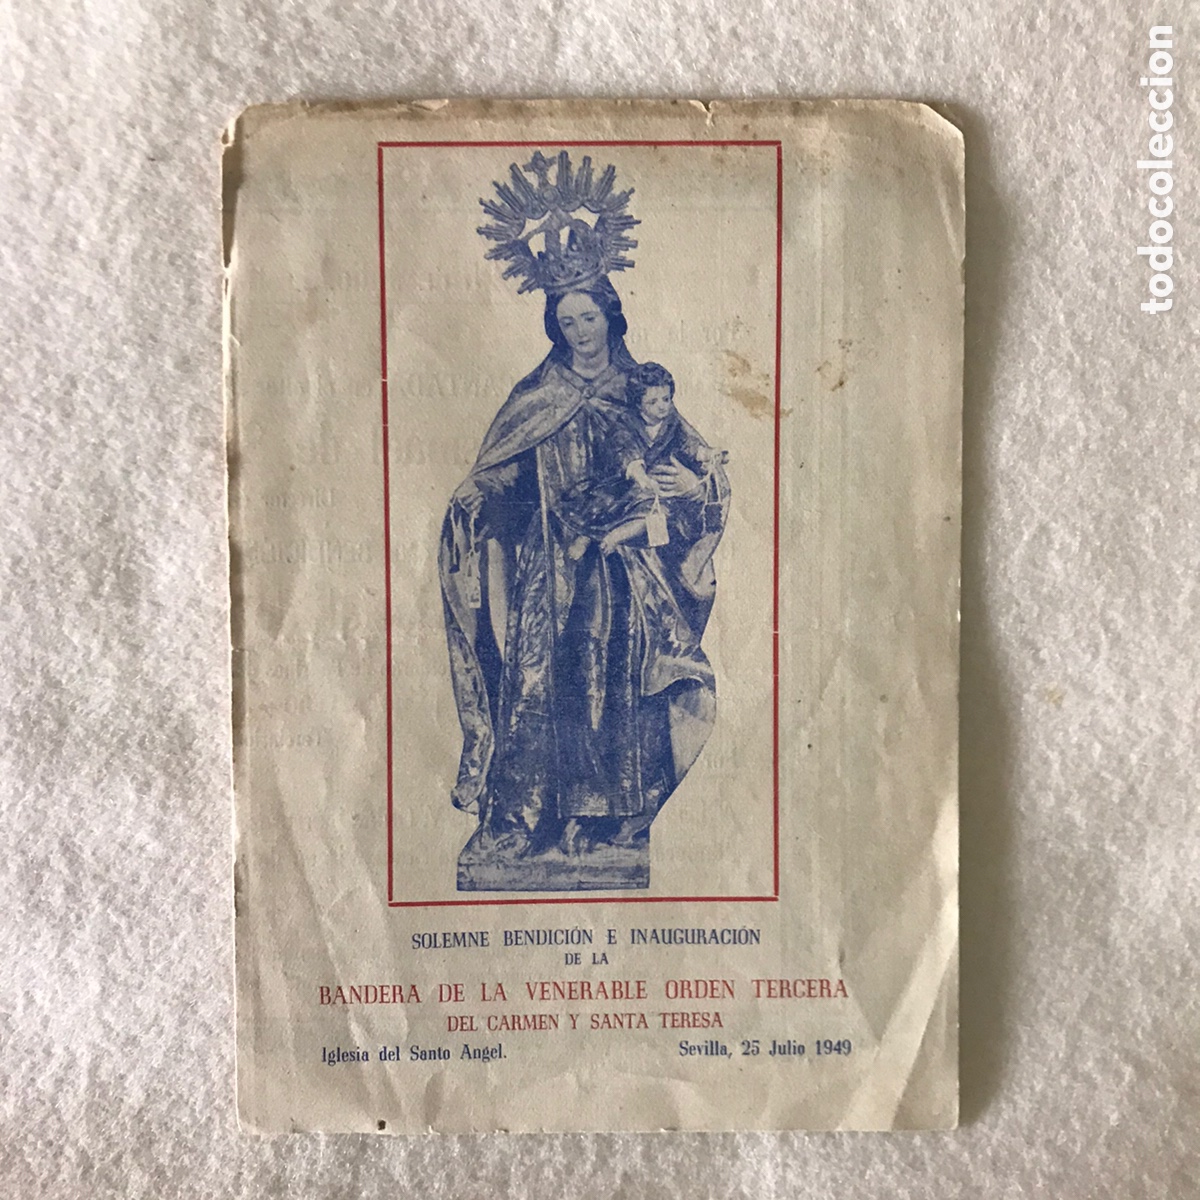 SOLEMNE BENDICIÓN E INAUGURACIÓN
DE LA
BANDERA DE LA VENERABLE ORDEN TERCERA
DEL CARMEN Y SANTA TERESA
Iglesia del Santo Angel. Sevilla, 25 Julio 1949
todocoleccion